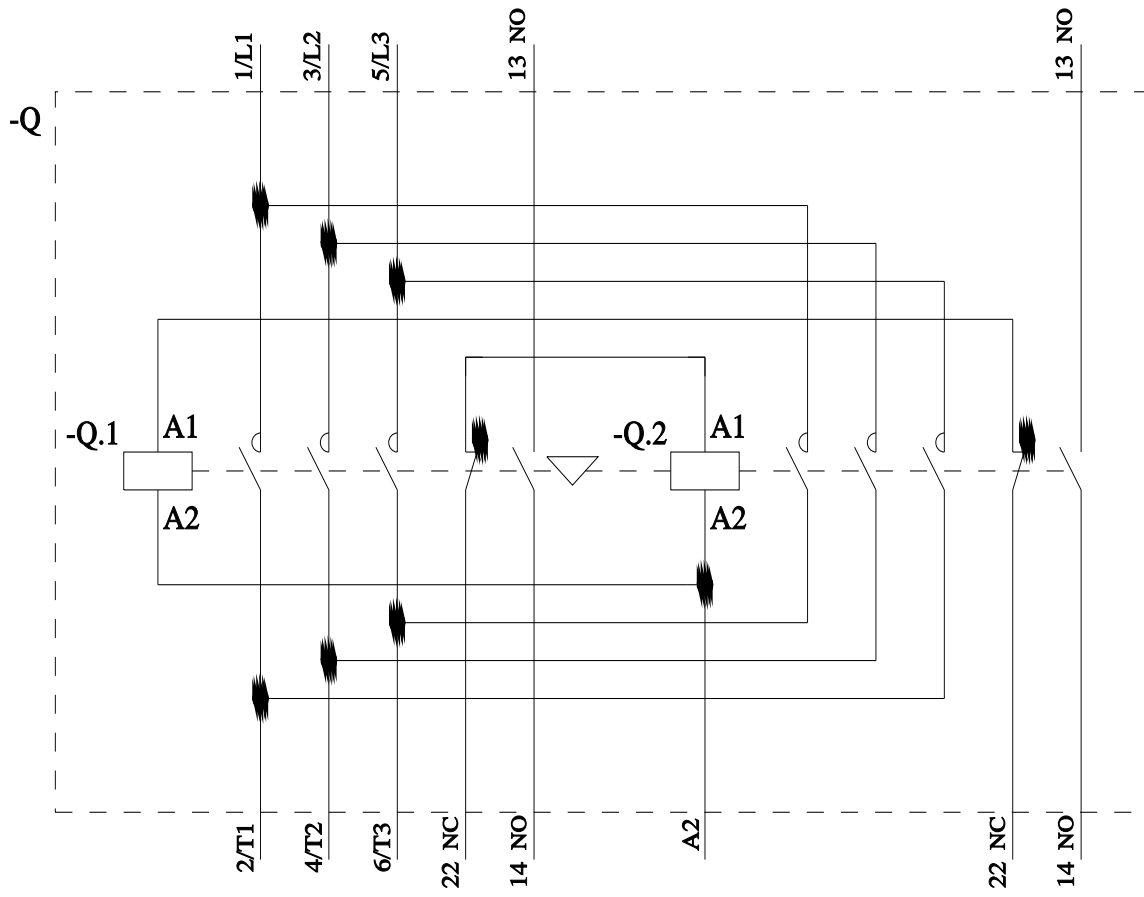 1/L1
3/L2
5/L3
13 NO
13 NO
-Q
-Q.1
A1
-Q.2
A1
A2
A2
2/T1
4/T2
6/T3
22 NC
14 NO
A2
22 NC
14 NO